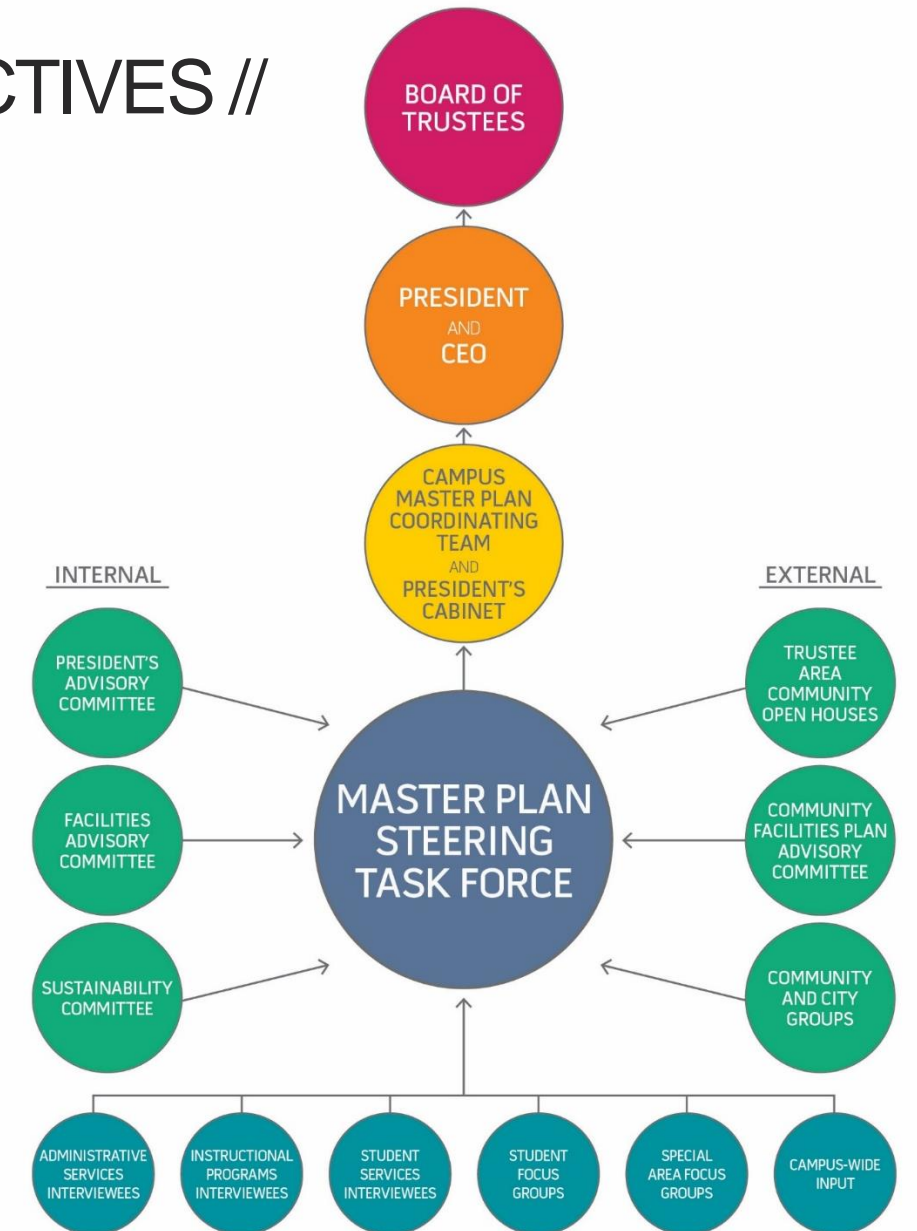 CTIVES //
BOARD OF
TRUSTEES
PRESIDENT
AND
CEO
CAMPUS
MASTER PLAN
COORDINATING
TEAM
AND
PRESIDENT'S
CABINET
INTERNAL
PRESIDENT'S
ADVISORY
COMMITTEE
FACILITIES
ADVISORY
COMMITTEE
SUSTAINABILITY
COMMITTEE
MASTER PLAN
STEERING
TASK FORCE
EXTERNAL
TRUSTEE
AREA
COMMUNITY
OPEN HOUSES
COMMUNITY
FACILITIES PLAN
ADVISORY
COMMITTEE
COMMUNITY
AND CITY
GROUPS
ADMINISTRATIVE
SERVICES
INTERVIEWEES
INSTRUCTIONAL
PROGRAMS
INTERVIEWEES
STUDENT
SERVICES
INTERVIEWEES
STUDENT
FOCUS
GROUPS
SPECIAL
AREA FOCUS
GROUPS
CAMPUS-WIDE
INPUT